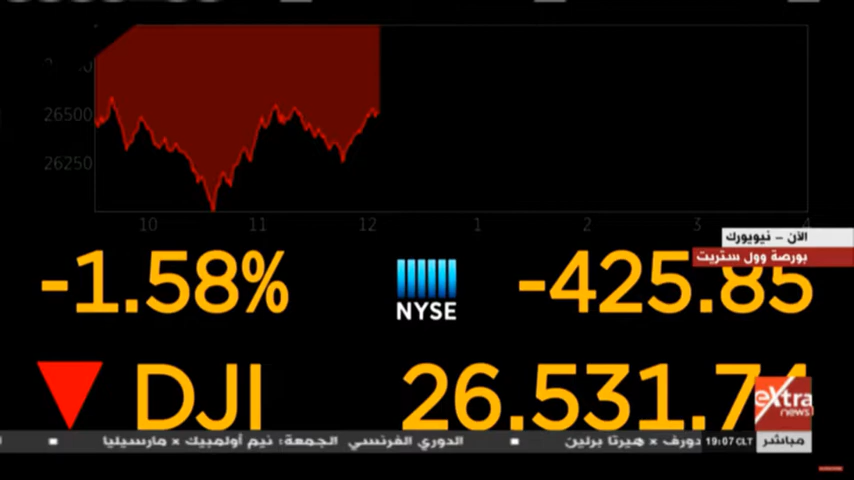 26500
26250
10 11 12 1 2 3 4
الآن - نيويورك
بورصة وول ستريت
-1.58% NYSE -425.85
DJI 26.531.74
eXtra news
مباشر
19:07 CLT
دورف × هيرتا برلين ▪ الدوري الفرنسي الجمعة: نيم أولمبيك × مارسيليا